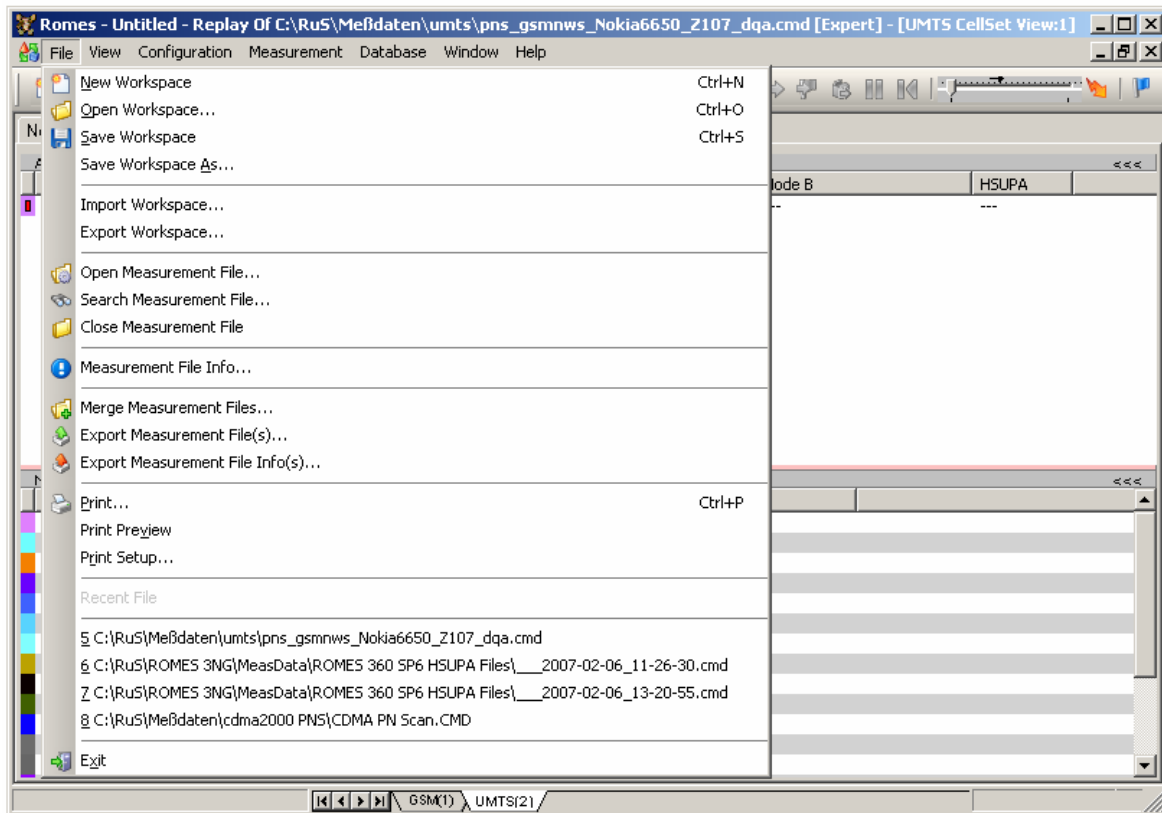 Romes - Untitled - Replay Of C:\RuS\Meßdaten\umts\pns_gsmnws_Nokia6650_Z107_dqa.cmd [Expert] - [UMTS CellSet View:1]
File View Configuration Measurement Database Window Help
New Workspace Ctrl+N
Open Workspace... Ctrl+O
Save Workspace Ctrl+S
Save Workspace As...
<<<
ode B HSUPA
-- ---
Import Workspace...
Export Workspace...
Open Measurement File...
Search Measurement File...
Close Measurement File
Measurement File Info...
Merge Measurement Files...
Export Measurement File(s)...
Export Measurement File Info(s)...
<<<
Print... Ctrl+P
Print Preview
Print Setup...
Recent File
5 C:\RuS\Meßdaten\umts\pns_gsmnws_Nokia6650_Z107_dqa.cmd
6 C:\RuS\ROMES 3NG\MeasData\ROMES 360 SP6 HSUPA Files\___2007-02-06_11-26-30.cmd
7 C:\RuS\ROMES 3NG\MeasData\ROMES 360 SP6 HSUPA Files\___2007-02-06_13-20-55.cmd
8 C:\RuS\Meßdaten\cdma2000 PNS\CDMA PN Scan.CMD
Exit
GSM(1) UMTS(2)